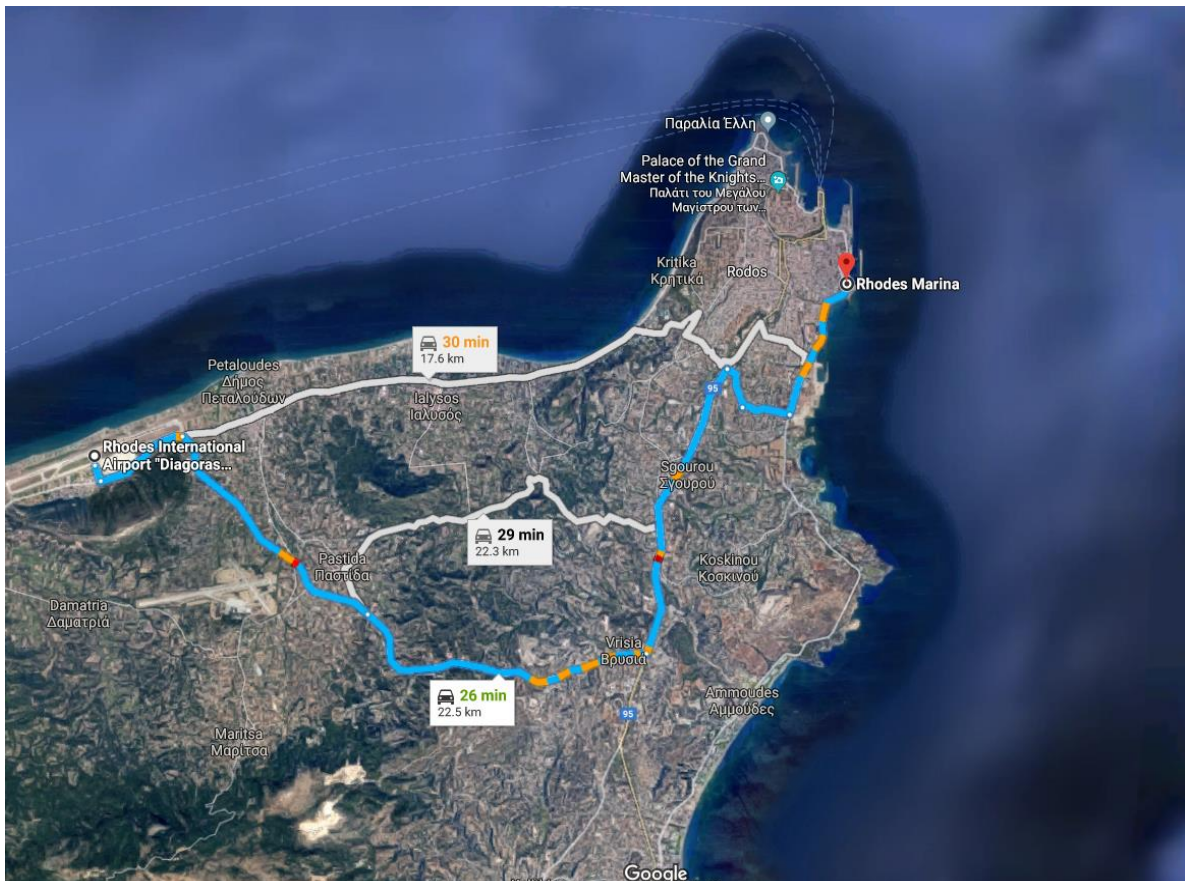 Παραλία Έλλη
Palace of the Grand
Master of the Knights...
Παλάτι του Μεγάλου
Μαγίστρου των...
Kritika
Κρητικά
Rodos
Rhodes Marina
30 min
17.6 km
Petaloudes
Δήμος
Πεταλούδων
Ialysos
Ιαλυσός
95
Rhodes International
Airport "Diagoras...
Sgourou
Σγούρου
29 min
22.3 km
Pastida
Παστίδα
Koskinou
Κοσκινού
Damatria
Δαματριά
Vrisia
Βρυσιά
26 min
22.5 km
Ammoudes
Αμμούδες
95
Maritsa
Μαρίτσα
Google